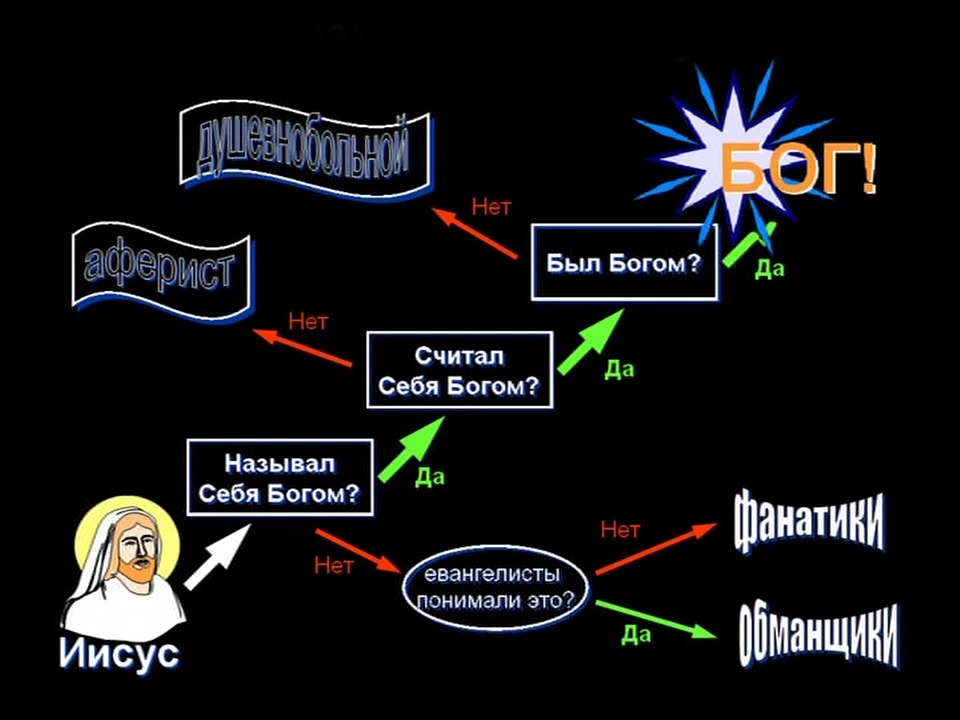 душевнобольной
БОГ!
Нет
Был Богом?
Да
аферист
Нет
Считал
Себя Богом?
Да
Называл
Себя Богом?
Да
Нет
евангелисты
понимали это?
Нет
фанатики
Да
обманщики
Иисус